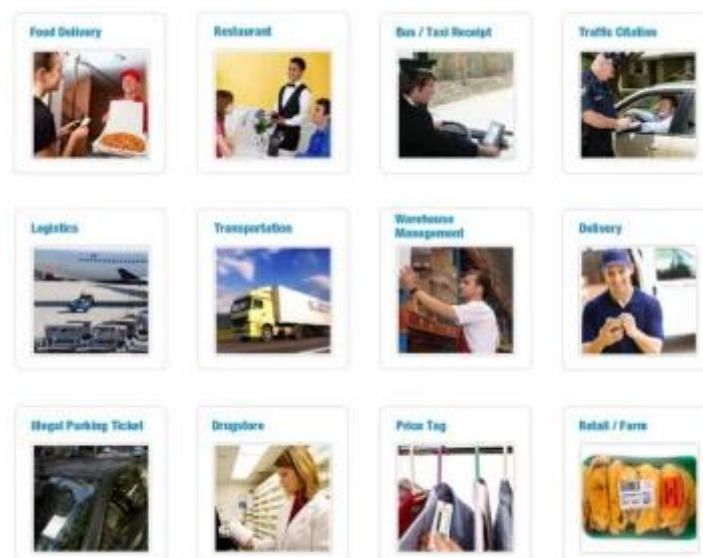 Food Delivery
Restaurant
Bus / Taxi Receipt
Traffic Citation
Logistics
Transportation
Warehouse
Management
Delivery
Illegal Parking Ticket
Drugstore
Price Tag
Retail / Farm